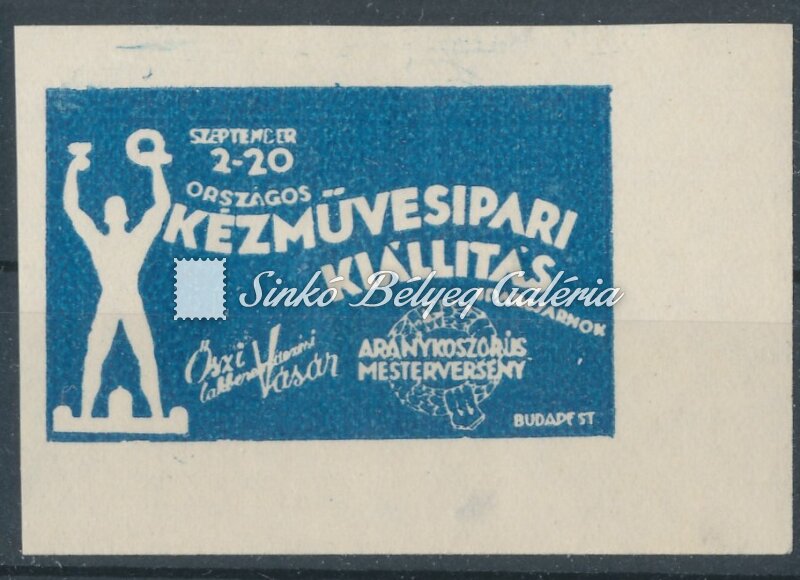 SZEPTEMBER
2-20
ORSZÁGOS
KÉZMŰVESIPARI
KIÁLLITÁS
Sinkó Bélyeg Galéria
Őszi
Vásár
ARANYKOSZORÚS
MESTERVERSENY
BUDAPEST